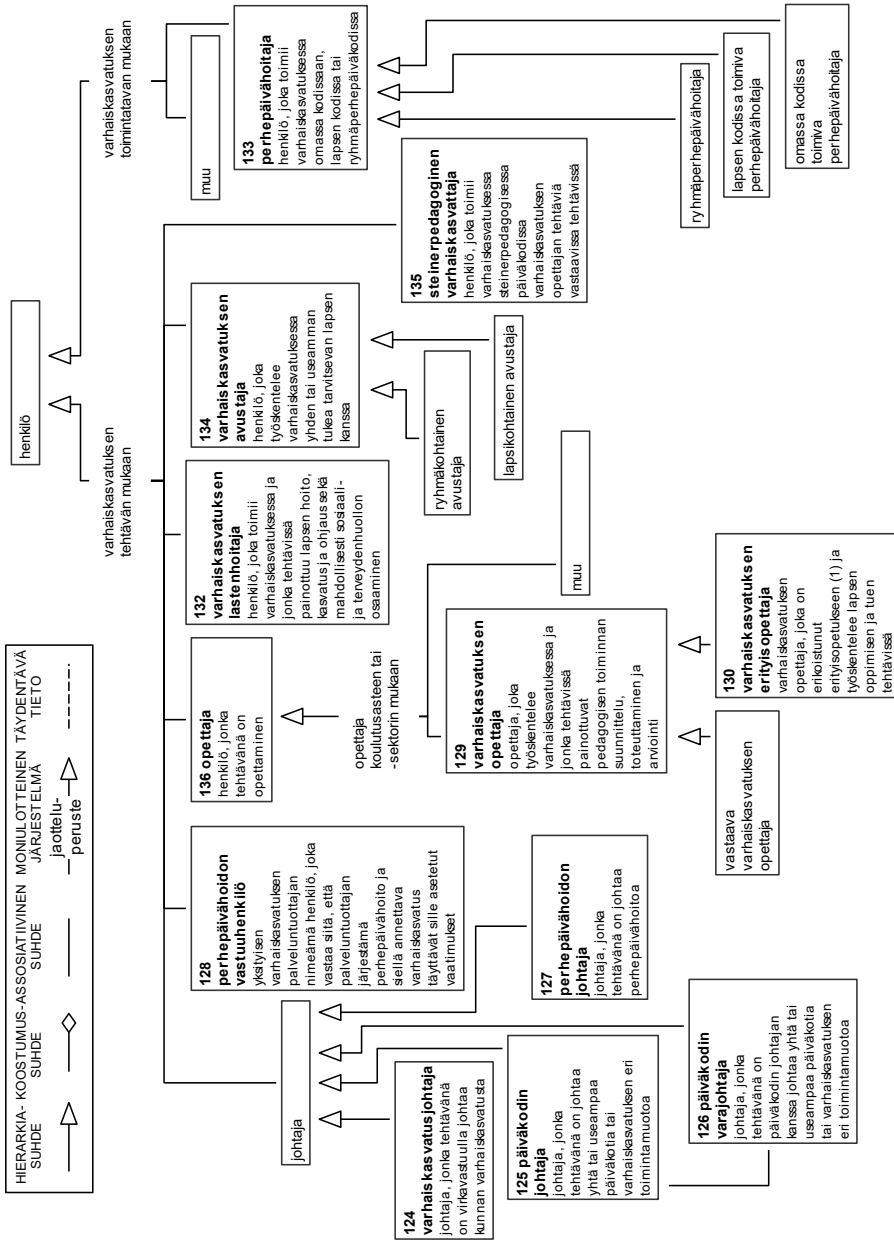 HIERARKIA-
SUHDE
KOOSTUMUS-
SUHDE
ASSOSIATIIVINEN
SUHDE
MONIULOTTEINEN
JÄRJESTELMÄ
jaottelu-
peruste
TÄYDENTÄVÄ
TIETO
henkilö
varhaiskasvatuksen
tehtävän mukaan
varhaiskasvatuksen
toimintatavan mukaan
johtaja
124
varhaiskasvatusjohtaja
johtaja, jonka tehtävänä
on virkavastuulla johtaa
kunnan varhaiskasvatusta
125 päiväkodin
johtaja
johtaja, jonka
tehtävänä on johtaa
yhtä tai useampaa
päiväkotia tai
varhaiskasvatuksen eri
toimintamuotoa
126 päiväkodin
varajohtaja
johtaja, jonka
tehtävänä on
päiväkodin johtajan
kanssa johtaa yhtä tai
useampaa päiväkotia
tai varhaiskasvatuksen
eri toimintamuotoa
127
perhepäivähoidon
johtaja
johtaja, jonka
tehtävänä on johtaa
perhepäivähoitoa
128
perhepäivähoidon
vastuuhenkilö
yksityisen
varhaiskasvatuksen
palveluntuottajan
nimeämä henkilö, joka
vastaa siitä, että
palveluntuottajan
järjestämä
perhepäivähoito ja
siellä annettava
varhaiskasvatus
täyttävät sille asetetut
vaatimukset
136 opettaja
henkilö, jonka
tehtävänä on
opettaminen
opettaja
koulutusasteen tai
-sektorin mukaan
129
varhaiskasvatuksen
opettaja
opettaja, joka
työskentelee
varhaiskasvatuksessa ja
jonka tehtävissä
painottuvat
pedagogisen toiminnan
suunnittelu,
toteuttaminen ja
arviointi
muu
vastaava
varhaiskasvatuksen
opettaja
130
varhaiskasvatuksen
erityisopettaja
varhaiskasvatuksen
opettaja, joka on
erikoistunut
erityisopetukseen (1) ja
työskentelee lapsen
oppimisen ja tuen
tehtävissä
132
varhaiskasvatuksen
lastenhoitaja
henkilö, joka toimii
varhaiskasvatuksessa ja
jonka tehtävissä
painottuu lapsen hoito,
kasvatus ja ohjaus sekä
mahdollisesti sosiaali-
ja terveydenhuollon
osaaminen
134
varhaiskasvatuksen
avustaja
henkilö, joka
työskentelee
varhaiskasvatuksessa
yhden tai useamman
tukea tarvitsevan lapsen
kanssa
ryhmäkohtainen
avustaja
lapsikohtainen avustaja
135
steinerpedagoginen
varhaiskasvattaja
henkilö, joka toimii
varhaiskasvatuksessa
steinerpedagogisessa
päiväkodissa
varhaiskasvatuksen
opettajan tehtäviä
vastaavissa tehtävissä
muu
133
perhepäivähoitaja
henkilö, joka toimii
varhaiskasvatuksessa
omassa kodissaan,
lapsen kodissa tai
ryhmäperhepäiväkodissa
ryhmäperhepäivähoitaja
lapsen kodissa toimiva
perhepäivähoitaja
omassa kodissa
toimiva
perhepäivähoitaja